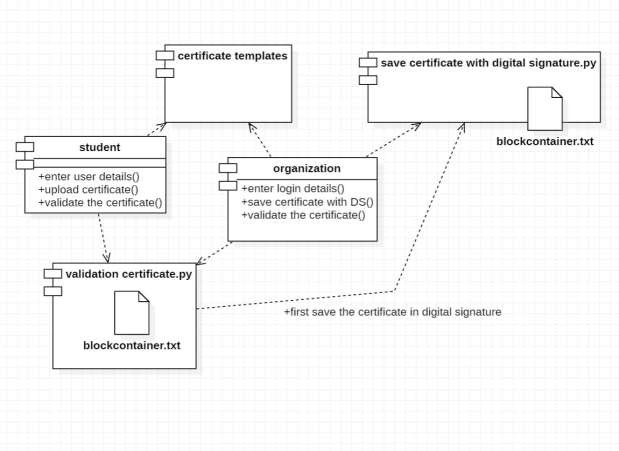 certificate templates
save certificate with digital signature.py
blockcontainer.txt
student
+enter user details()
+upload certificate()
+validate the certificate()
organization
+enter login details()
+save certificate with DS()
+validate the certificate()
validation certificate.py
blockcontainer.txt
+first save the certificate in digital signature